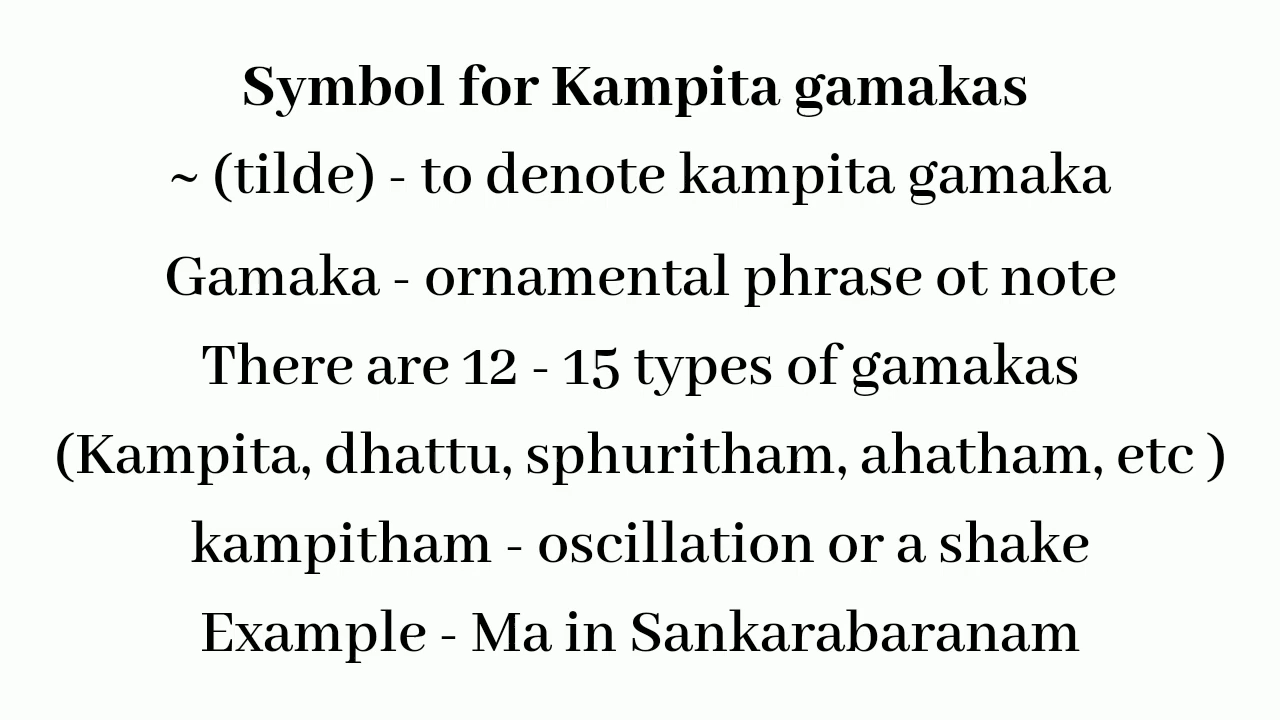 Symbol for Kampita gamakas
~ (tilde) - to denote kampita gamaka
Gamaka - ornamental phrase ot note
There are 12 - 15 types of gamakas
(Kampita, dhattu, sphuritham, ahatham, etc )
kampitham - oscillation or a shake
Example - Ma in Sankarabaranam